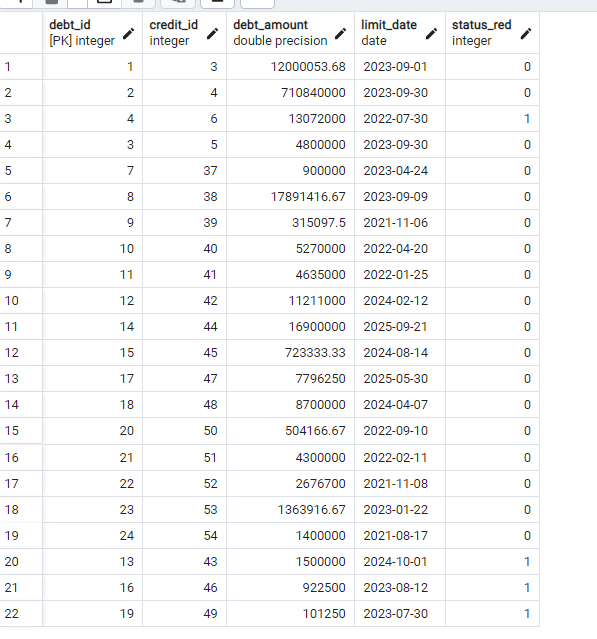 debt_id credit_id debt_amount limit_date status_red
[PK] integer integer double precision date integer
1 1 3 12000053.68 2023-09-01 0
2 2 4 710840000 2023-09-30 0
3 4 6 13072000 2022-07-30 1
4 3 5 4800000 2023-09-30 0
5 7 37 900000 2023-04-24 0
6 8 38 17891416.67 2023-09-09 0
7 9 39 315097.5 2021-11-06 0
8 10 40 5270000 2022-04-20 0
9 11 41 4635000 2022-01-25 0
10 12 42 11211000 2024-02-12 0
11 14 44 16900000 2025-09-21 0
12 15 45 723333.33 2024-08-14 0
13 17 47 7796250 2025-05-30 0
14 18 48 8700000 2024-04-07 0
15 20 50 504166.67 2022-09-10 0
16 21 51 4300000 2022-02-11 0
17 22 52 2676700 2021-11-08 0
18 23 53 1363916.67 2023-01-22 0
19 24 54 1400000 2021-08-17 0
20 13 43 1500000 2024-10-01 1
21 16 46 922500 2023-08-12 1
22 19 49 101250 2023-07-30 1